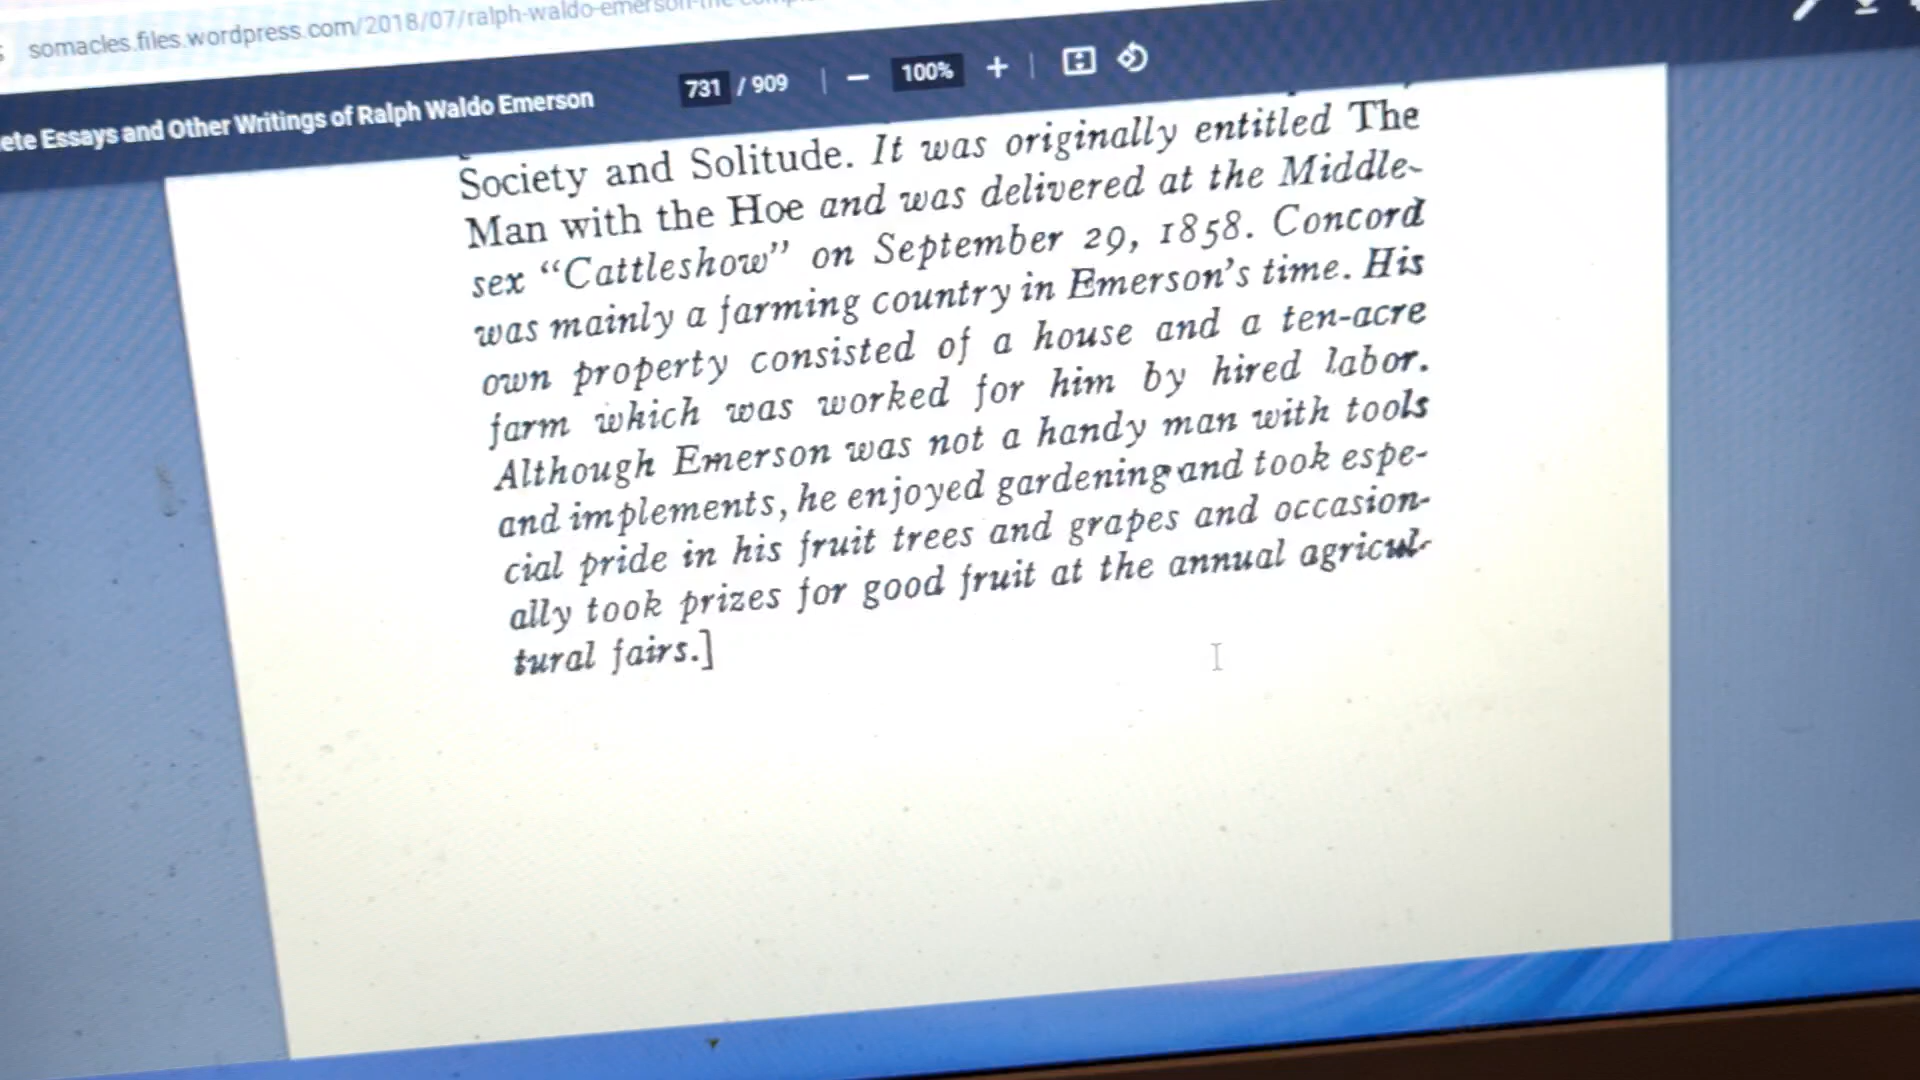 somacles.files.wordpress.com/2018/07/ralph-waldo-emerson-the-comple
ete Essays and Other Writings of Ralph Waldo Emerson 731 / 909 100%
Society and Solitude. It was originally entitled The
Man with the Hoe and was delivered at the Middle-
sex “Cattleshow” on September 29, 1858. Concord
was mainly a farming country in Emerson's time. His
own property consisted of a house and a ten-acre
farm which was worked for him by hired labor.
Although Emerson was not a handy man with tools
and implements, he enjoyed gardening and took espe-
cial pride in his fruit trees and grapes and occasion-
ally took prizes for good fruit at the annual agricul-
tural fairs.]